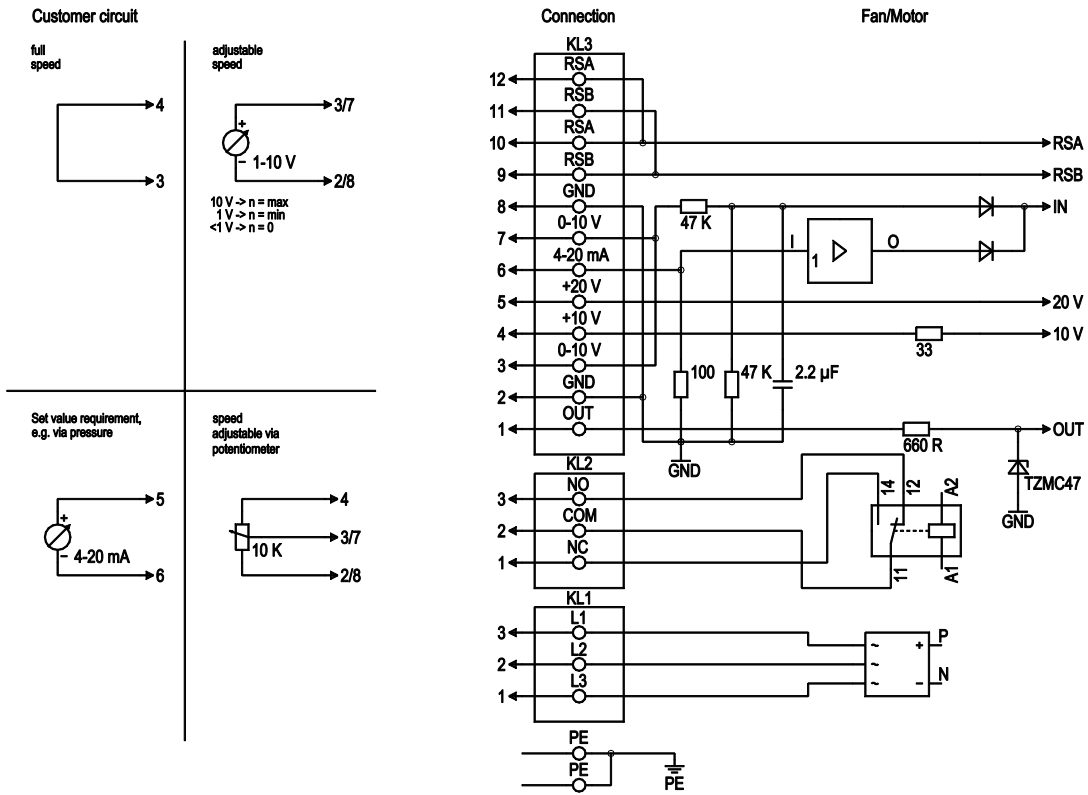 Customer circuit
Connection
Fan/Motor
full
speed
4
3
adjustable
speed
3/7
+
1-10 V
–
2/8
10 V -> n = max
1 V -> n = min
<1 V -> n = 0
Set value requirement,
e.g. via pressure
5
+
4-20 mA
–
6
speed
adjustable via
potentiometer
4
3/7
10 K
2/8
KL3
12 RSA
11 RSB
10 RSA RSA
9 RSB RSB
8 GND IN
47 K
7 0-10 V
I 1 O
6 4-20 mA
5 +20 V 20 V
4 +10 V 10 V
33
3 0-10 V
100 47 K 2.2 µF
2 GND
1 OUT OUT
660 R
GND
TZMC47
GND
KL2
3 NO
2 COM
1 NC
14 12 A2
11 A1
KL1
3 L1
2 L2
1 L3
~ + P
~
~ – N
PE
PE
PE